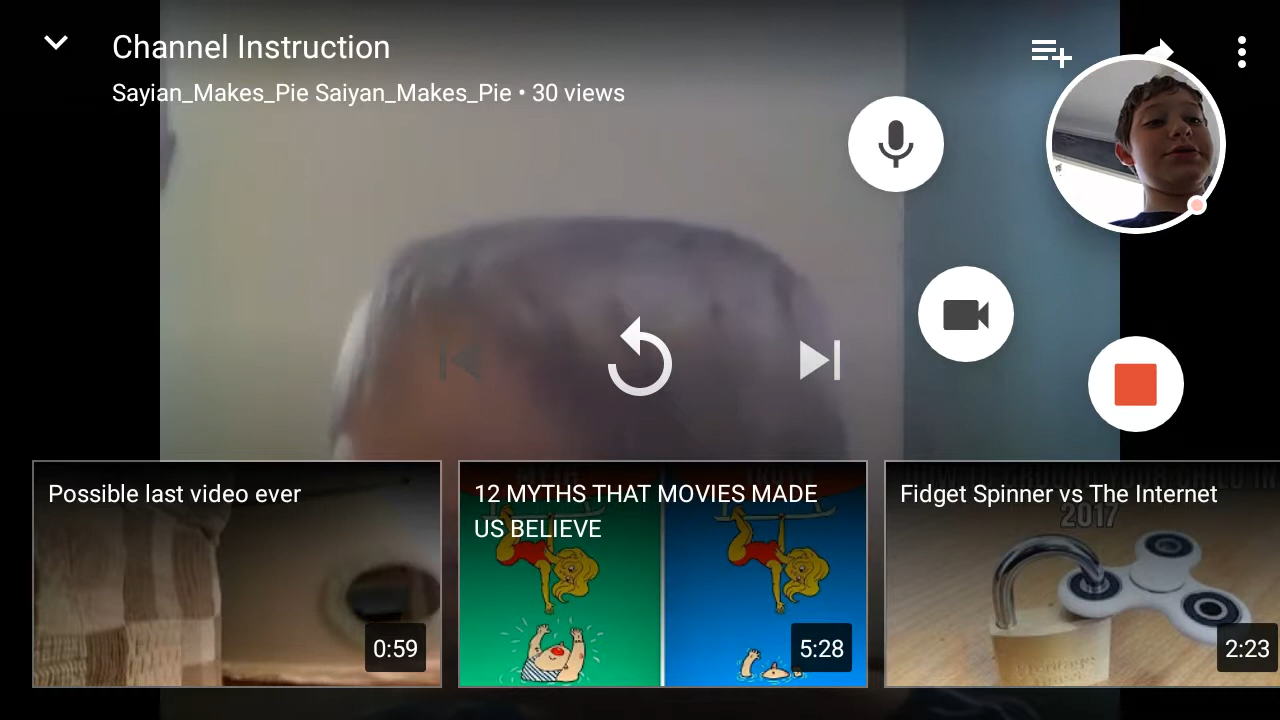 Channel Instruction
Sayian_Makes_Pie Saiyan_Makes_Pie • 30 views
Possible last video ever
0:59
12 MYTHS THAT MOVIES MADE
US BELIEVE
5:28
Fidget Spinner vs The Internet
2017
2:23